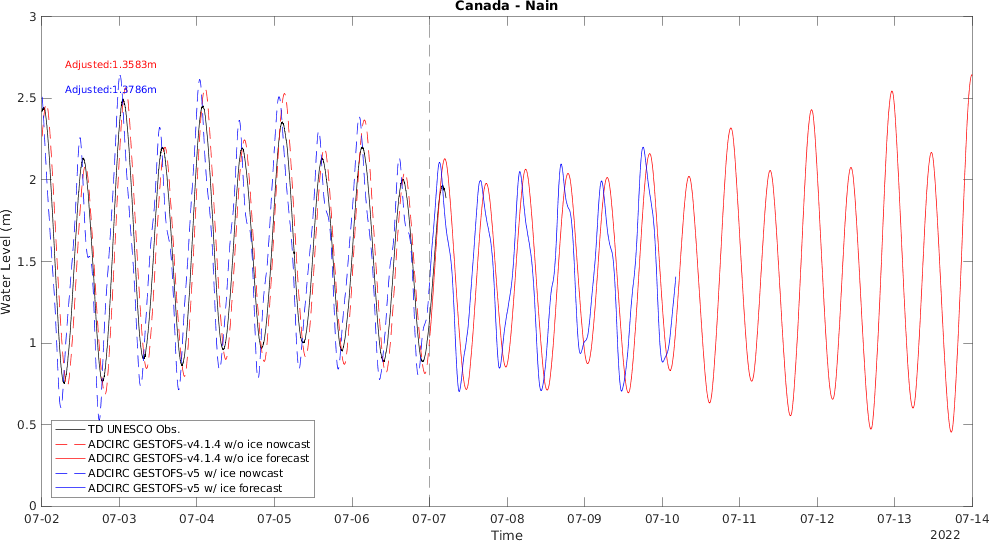 Canada - Nain
3
2.5
2
1.5
1
0.5
0
Water Level (m)
Adjusted:1.3583m
Adjusted:1.3786m
TD UNESCO Obs.
ADCIRC GESTOFS-v4.1.4 w/o ice nowcast
ADCIRC GESTOFS-v4.1.4 w/o ice forecast
ADCIRC GESTOFS-v5 w/ ice nowcast
ADCIRC GESTOFS-v5 w/ ice forecast
07-02 07-03 07-04 07-05 07-06 07-07 07-08 07-09 07-10 07-11 07-12 07-13 07-14
Time
2022